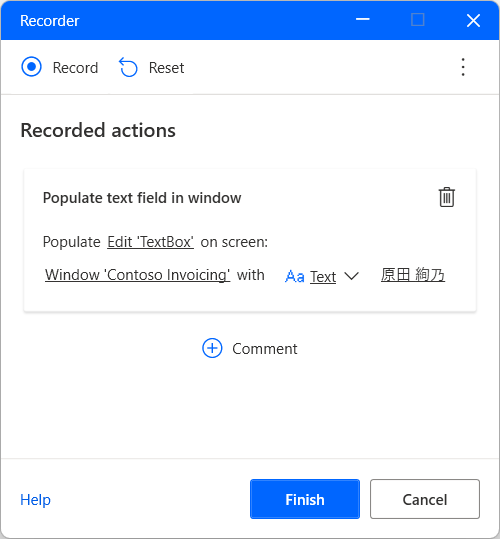 Recorder
Record Reset
Recorded actions
Populate text field in window
Populate Edit 'TextBox' on screen:
Window 'Contoso Invoicing' with Aa Text 原田 絢乃
Comment
Help Finish Cancel